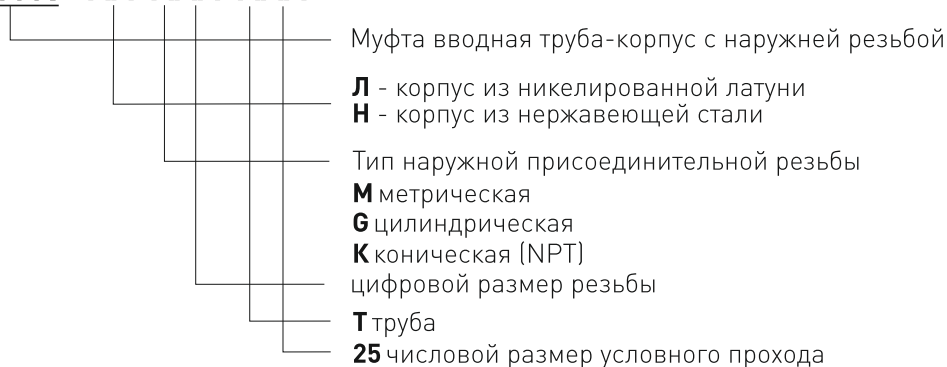 Муфта вводная труба-корпус с наружней резьбой
Л - корпус из никелированной латуни
Н - корпус из нержавеющей стали
Тип наружной присоединительной резьбы
М метрическая
G цилиндрическая
К коническая (NPT)
цифровой размер резьбы
Т труба
25 числовой размер условного прохода